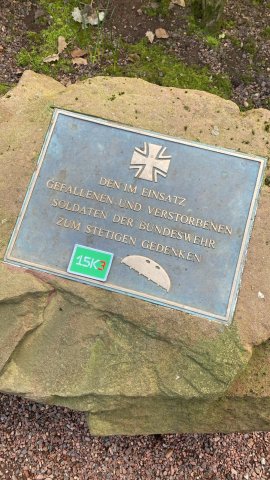 DEN IM EINSATZ
GEFALLENEN UND VERSTORBENEN
SOLDATEN DER BUNDESWEHR
ZUM STETIGEN GEDENKEN
15K3